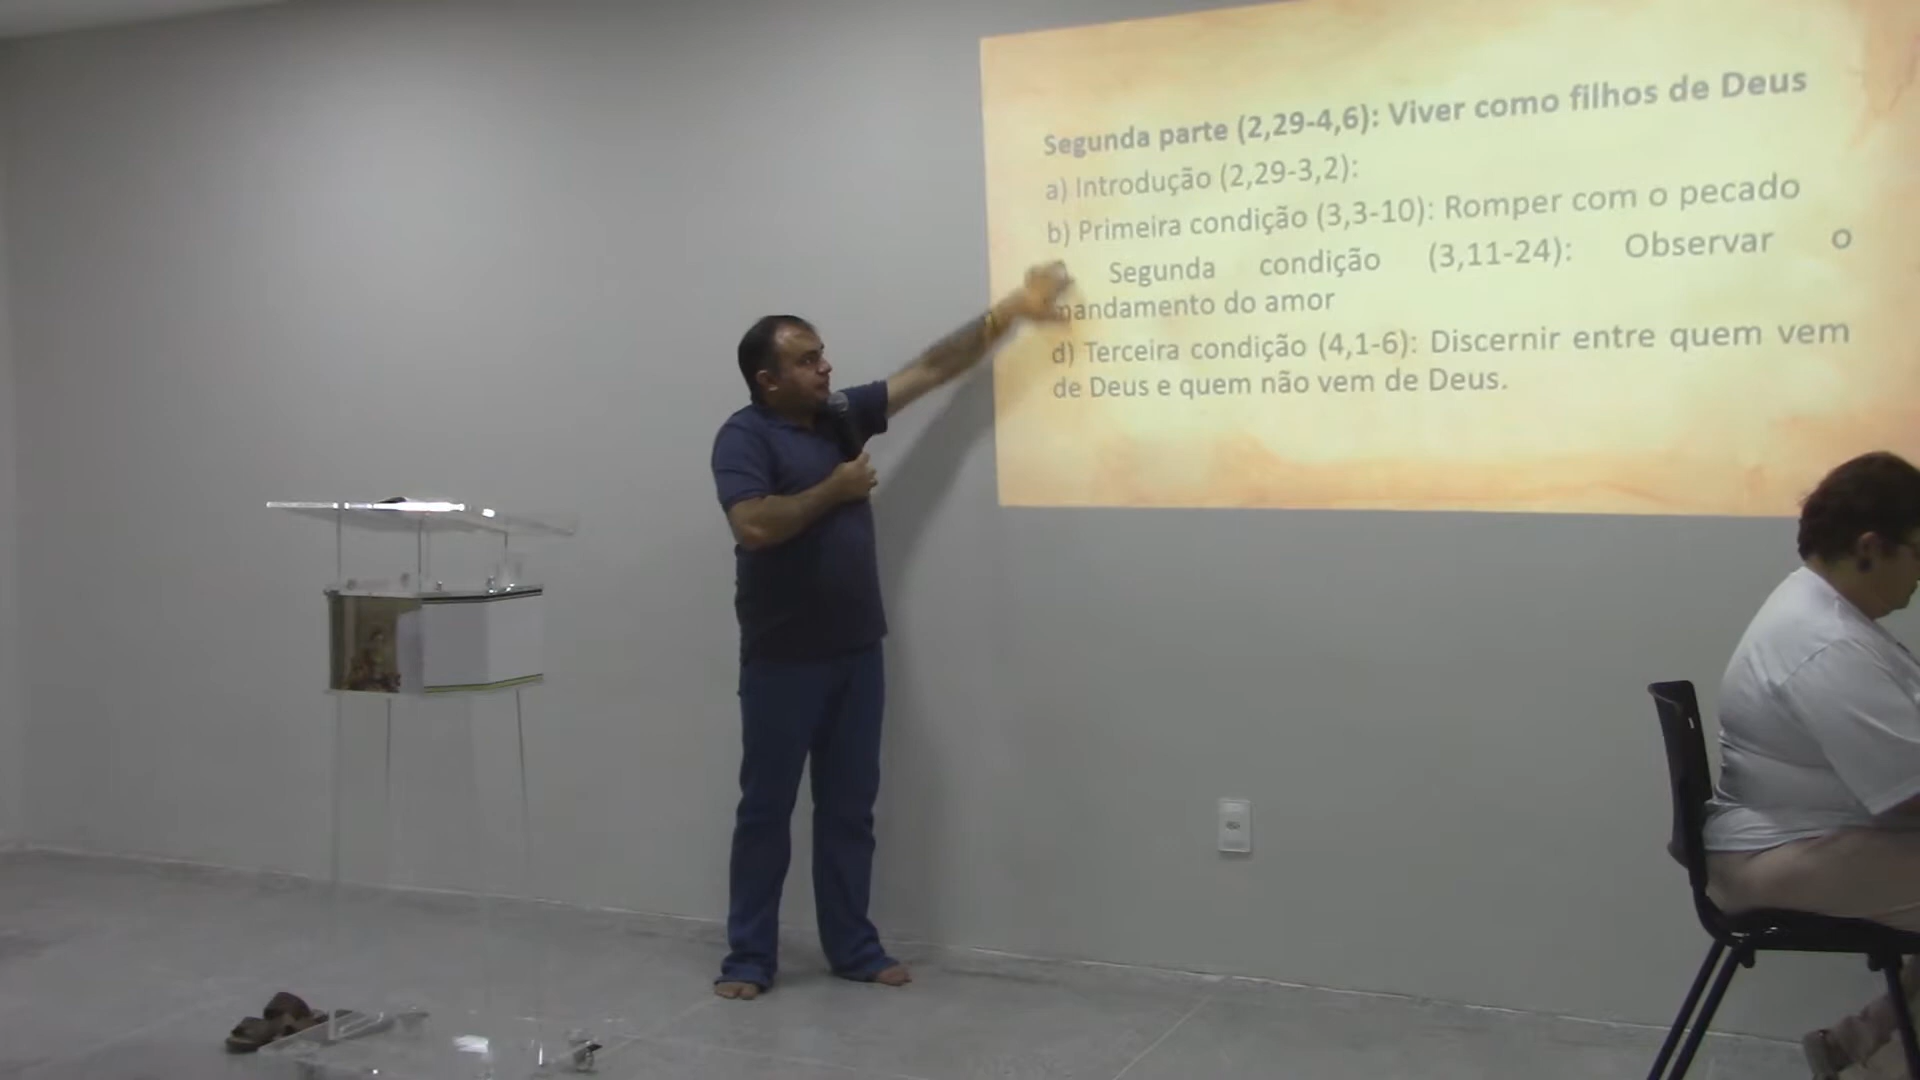 Segunda parte (2,29-4,6): Viver como filhos de Deus
a) Introdução (2,29-3,2):
b) Primeira condição (3,3-10): Romper com o pecado
Segunda condição (3,11-24): Observar o
mandamento do amor
d) Terceira condição (4,1-6): Discernir entre quem vem
de Deus e quem não vem de Deus.